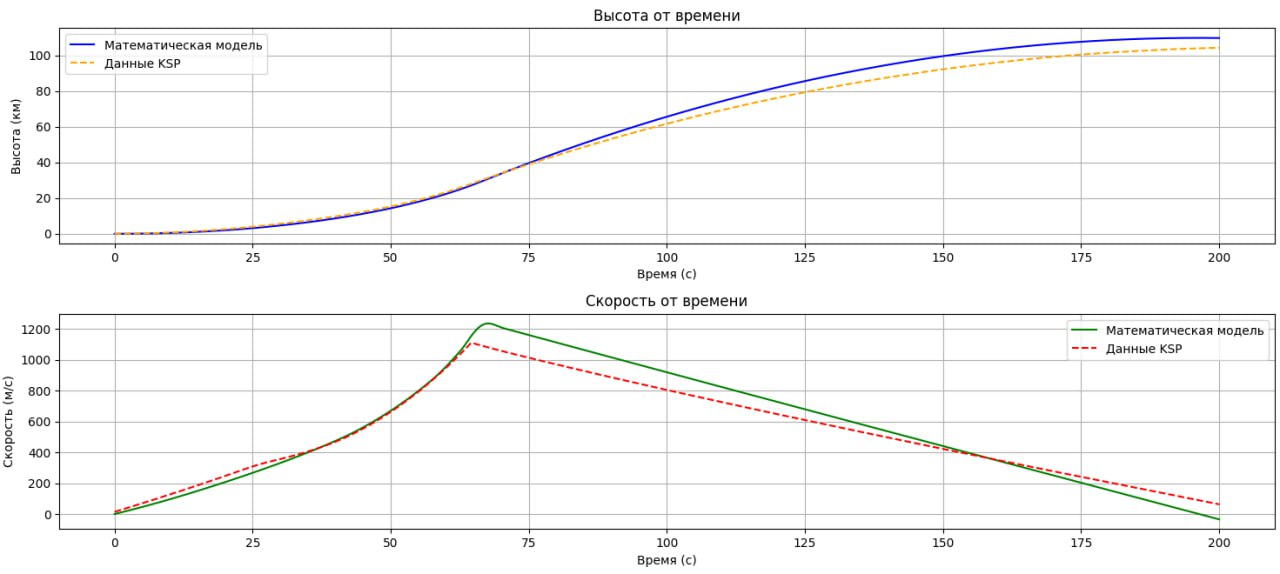 Высота от времени
Математическая модель
Данные KSP
Высота (км)
100
80
60
40
20
0
0 25 50 75 100 125 150 175 200
Время (с)
Скорость от времени
Математическая модель
Данные KSP
Скорость (м/с)
1200
1000
800
600
400
200
0
0 25 50 75 100 125 150 175 200
Время (с)